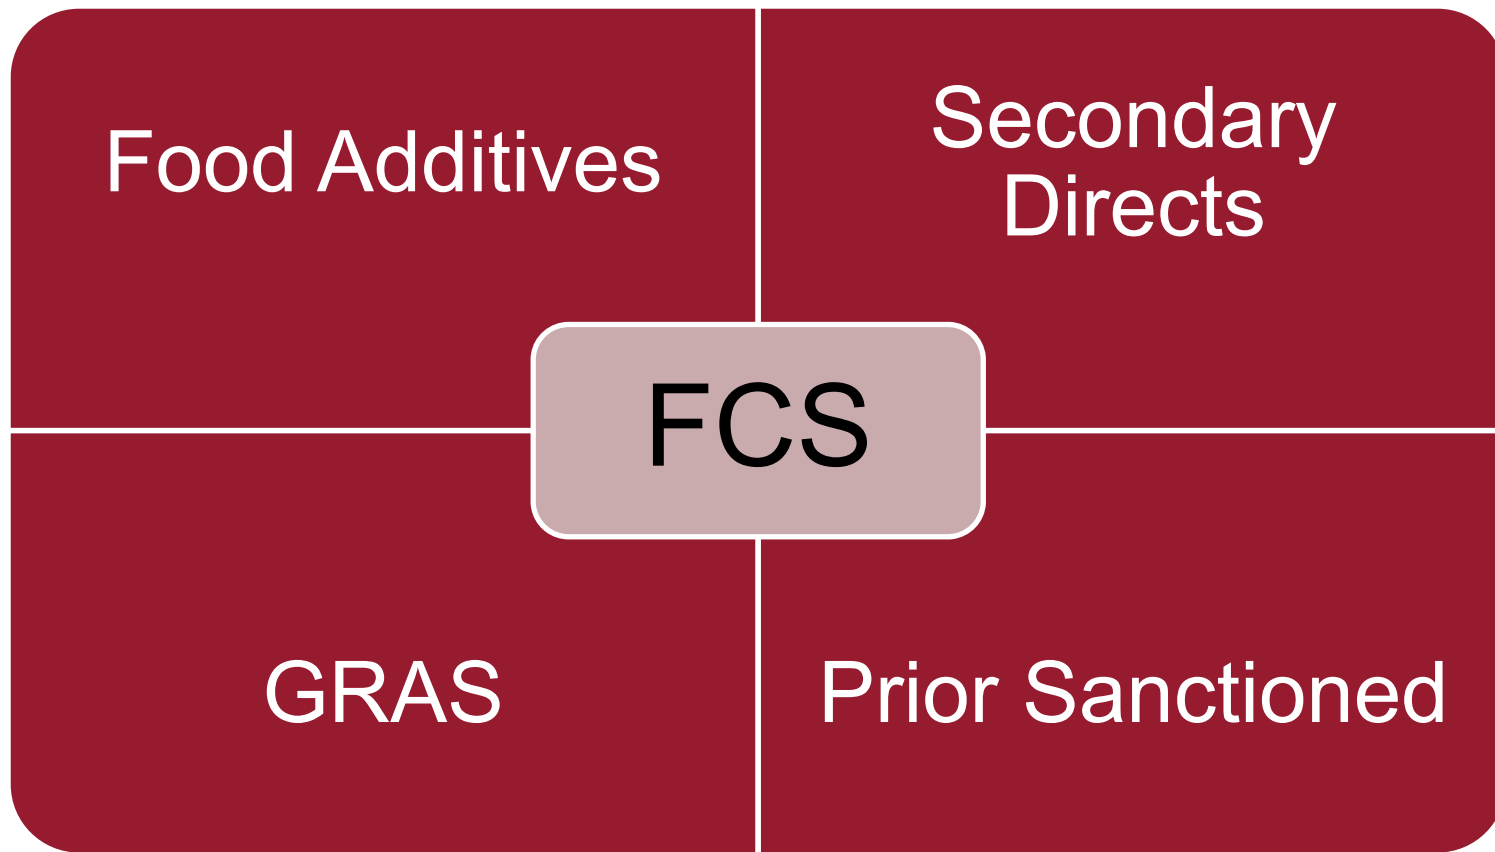 Food Additives
Secondary
Directs
FCS
GRAS
Prior Sanctioned